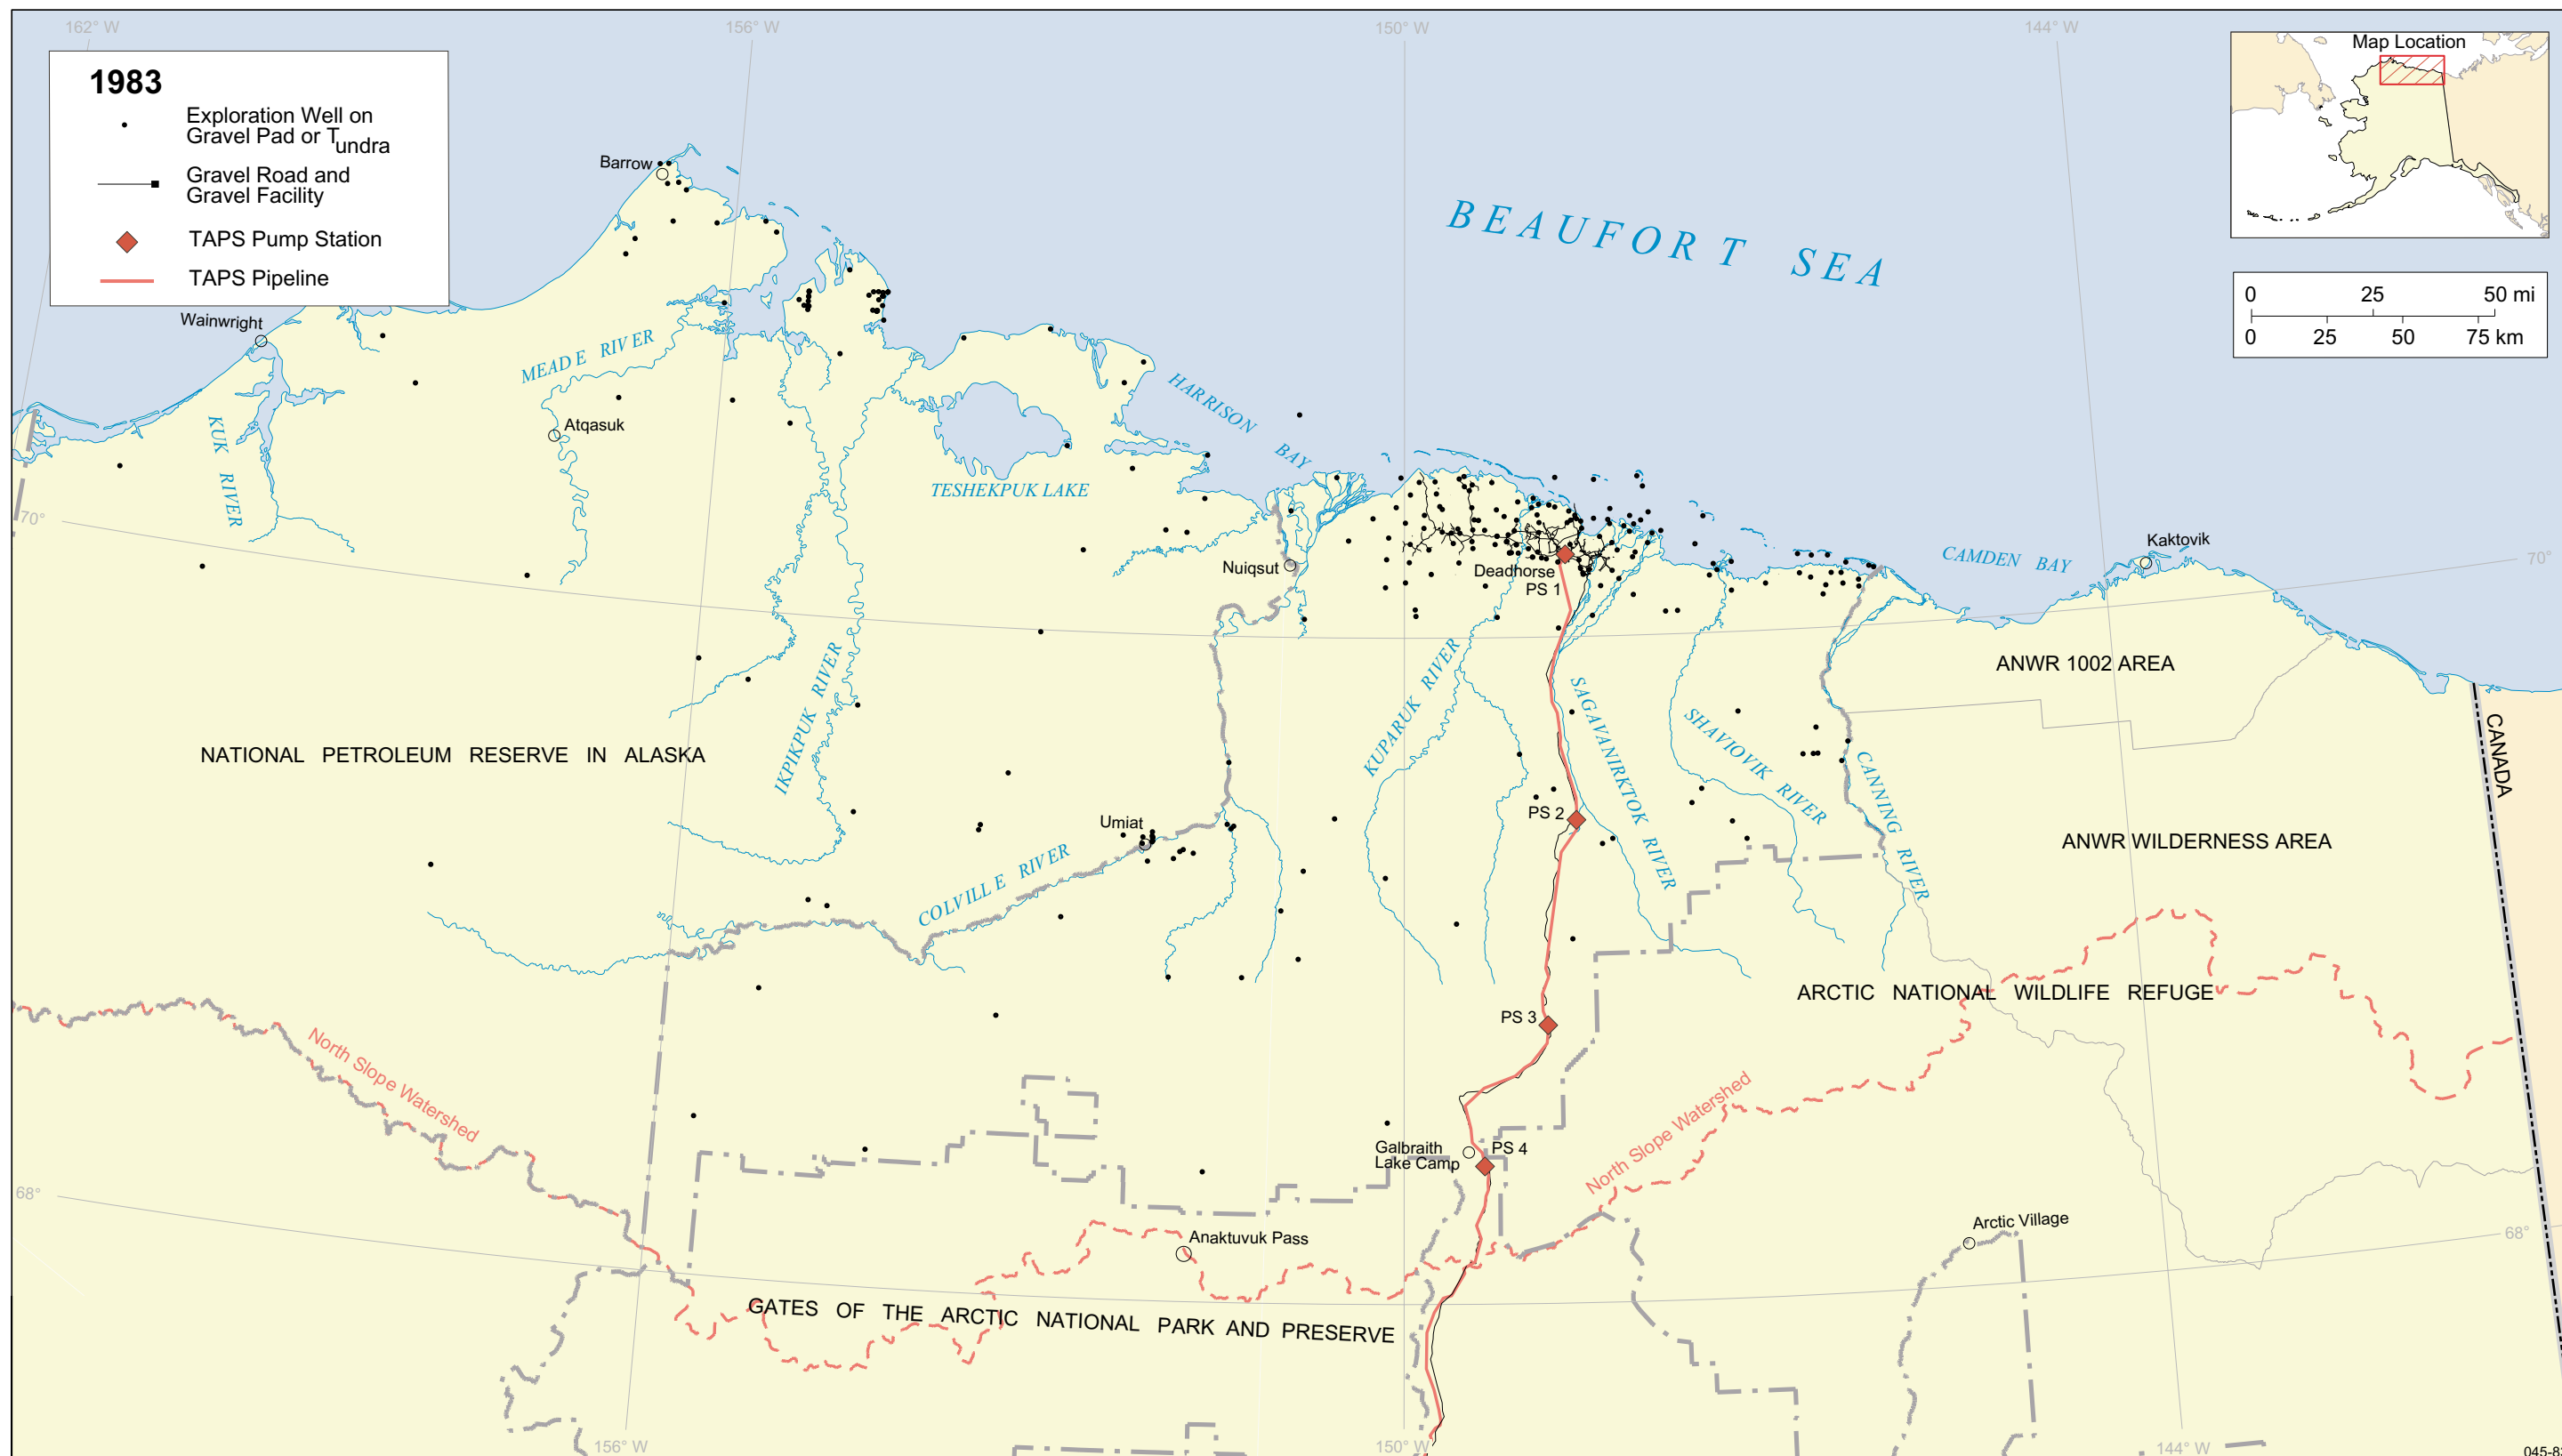 162° W
156° W
150° W
144° W
1983
Exploration Well on
Gravel Pad or Tundra
Gravel Road and
Gravel Facility
TAPS Pump Station
TAPS Pipeline
Map Location
0 25 50 mi
0 25 50 75 km
BEAUFORT SEA
Barrow
Wainwright
MEADE RIVER
Atqasuk
KUK RIVER
HARRISON BAY
TESHEKPUK LAKE
70°
Nuiqsut
Deadhorse
PS 1
CAMDEN BAY
Kaktovik
70°
ANWR 1002 AREA
NATIONAL PETROLEUM RESERVE IN ALASKA
IKPIKPUK RIVER
KUPARUK RIVER
SAGAVANIRKTOK RIVER
SHAVIOVIK RIVER
CANNING RIVER
CANADA
Umiat
PS 2
ANWR WILDERNESS AREA
COLVILLE RIVER
PS 3
ARCTIC NATIONAL WILDLIFE REFUGE
North Slope Watershed
North Slope Watershed
Galbraith
Lake Camp
PS 4
68°
Anaktuvuk Pass
Arctic Village
68°
GATES OF THE ARCTIC NATIONAL PARK AND PRESERVE
156° W
150° W
144° W